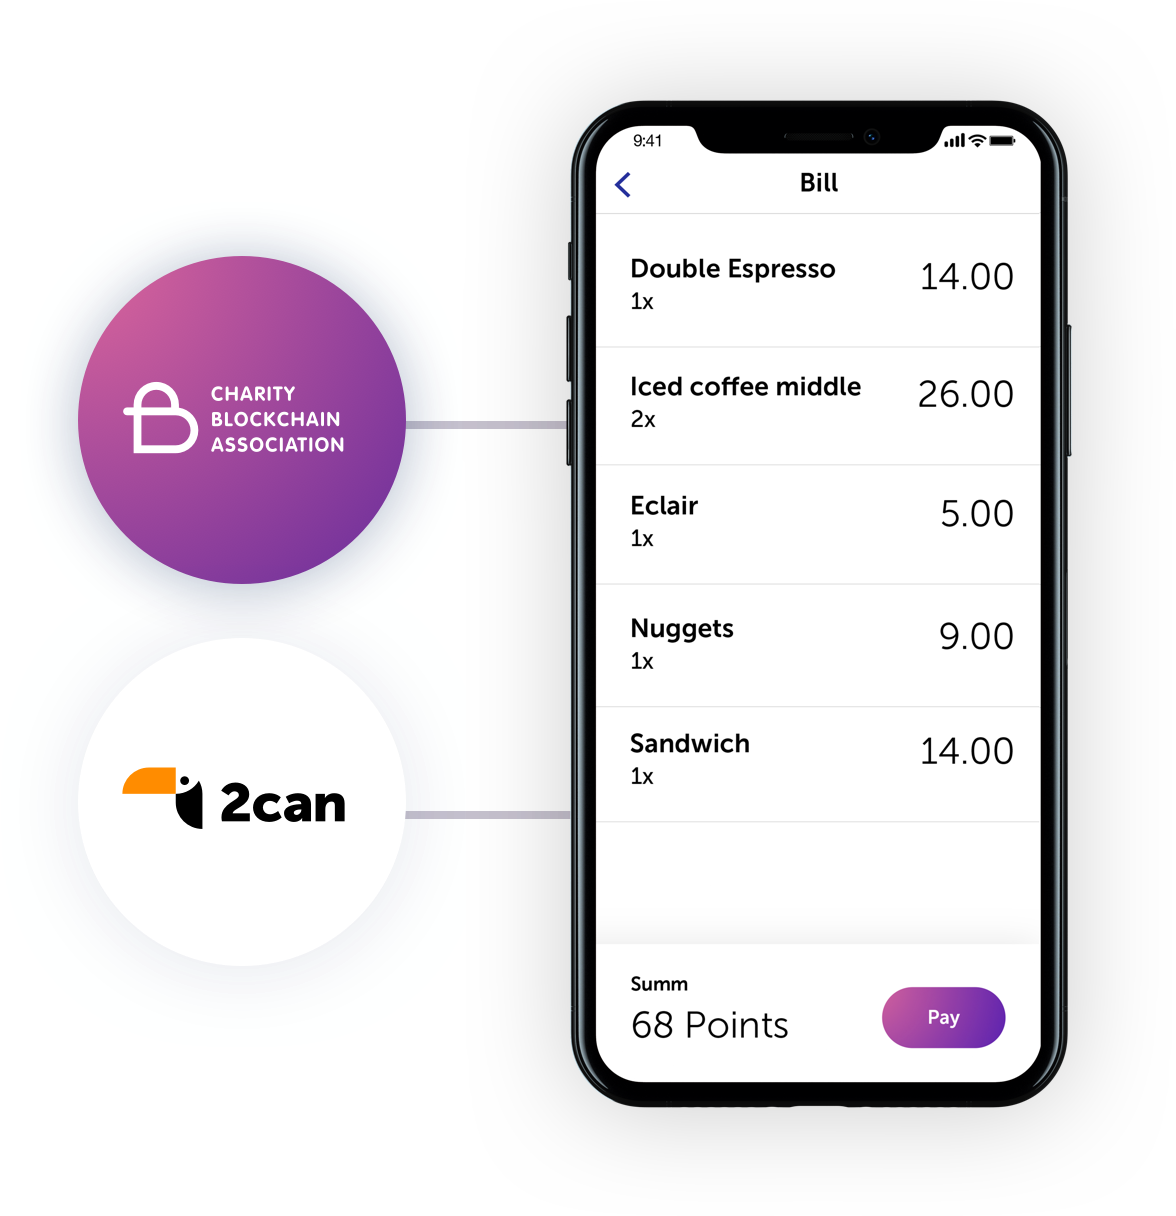 CHARITY
BLOCKCHAIN
ASSOCIATION
2can
9:41
Bill
Double Espresso 14.00
1x
Iced coffee middle 26.00
2x
Eclair 5.00
1x
Nuggets 9.00
1x
Sandwich 14.00
1x
Summ
68 Points
Pay